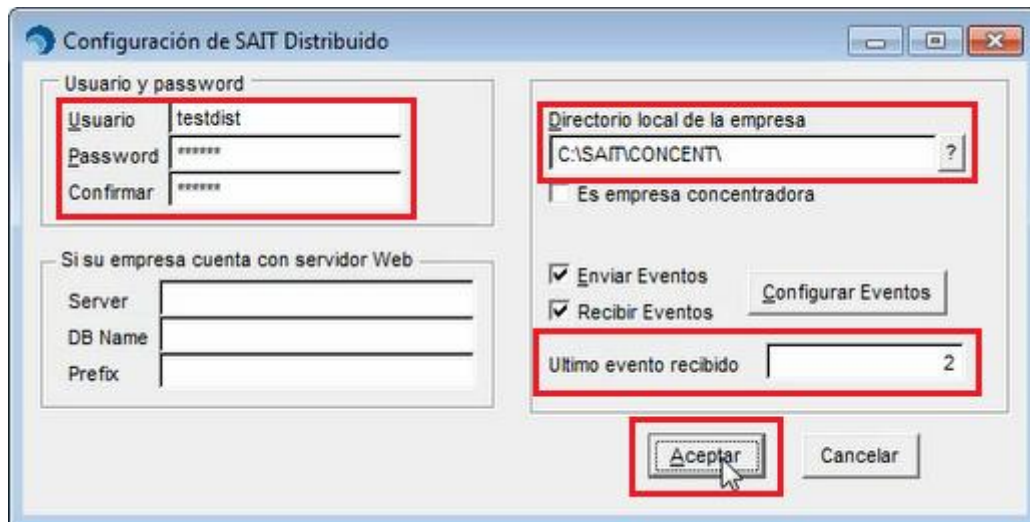 Configuración de SAIT Distribuido
Usuario y password
Usuario testdist
Password ******
Confirmar ******
Si su empresa cuenta con servidor Web
Server
DB Name
Prefix
Directorio local de la empresa
C:\SAIT\CONCENT\ ?
Es empresa concentradora
Enviar Eventos
Recibir Eventos
Configurar Eventos
Ultimo evento recibido 2
Aceptar Cancelar